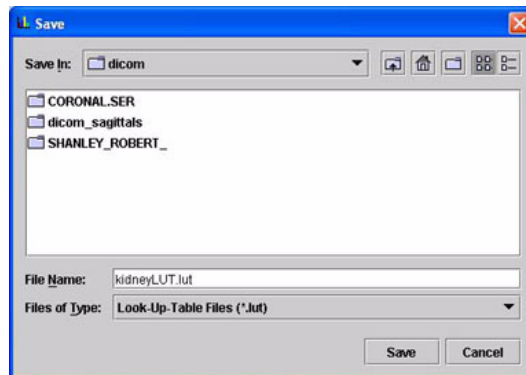 Save
Save In: dicom
CORONAL.SER
dicom_sagittals
SHANLEY_ROBERT_
File Name: kidneyLUT.lut
Files of Type: Look-Up-Table Files (*.lut)
Save Cancel